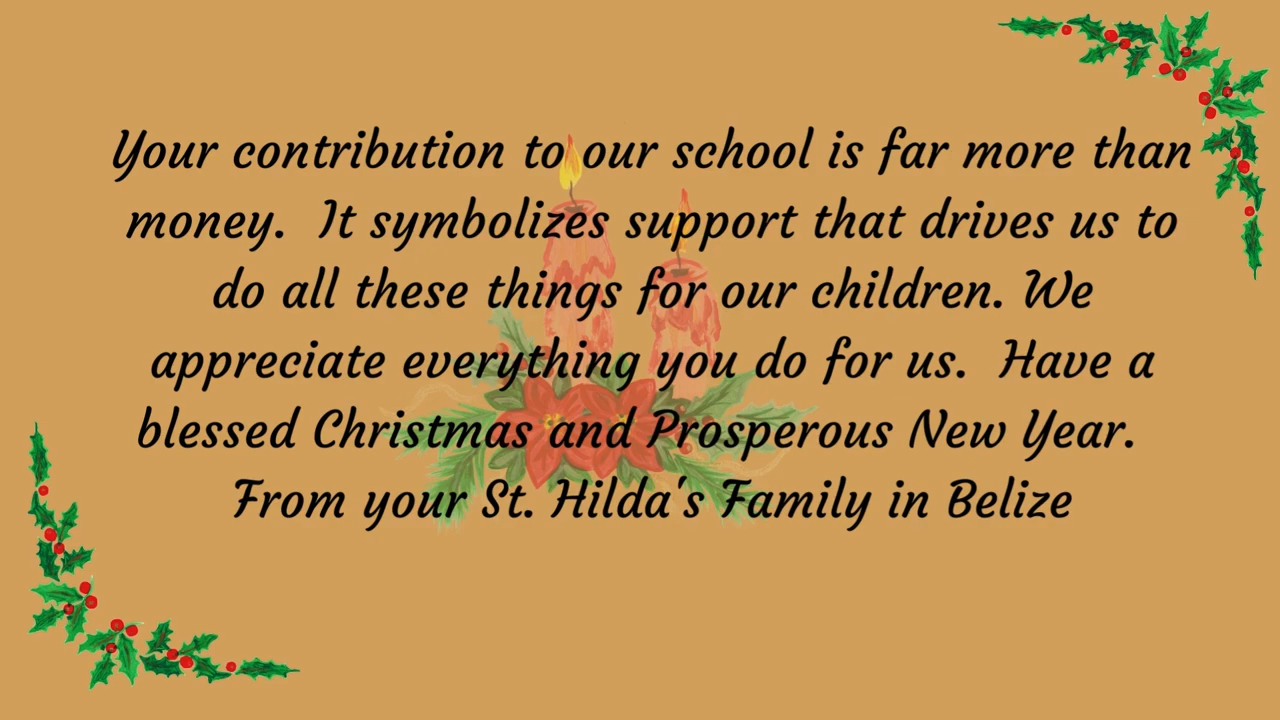 Your contribution to our school is far more than
money.  It symbolizes support that drives us to
do all these things for our children. We
appreciate everything you do for us.  Have a
blessed Christmas and Prosperous New Year.
From your St. Hilda's Family in Belize